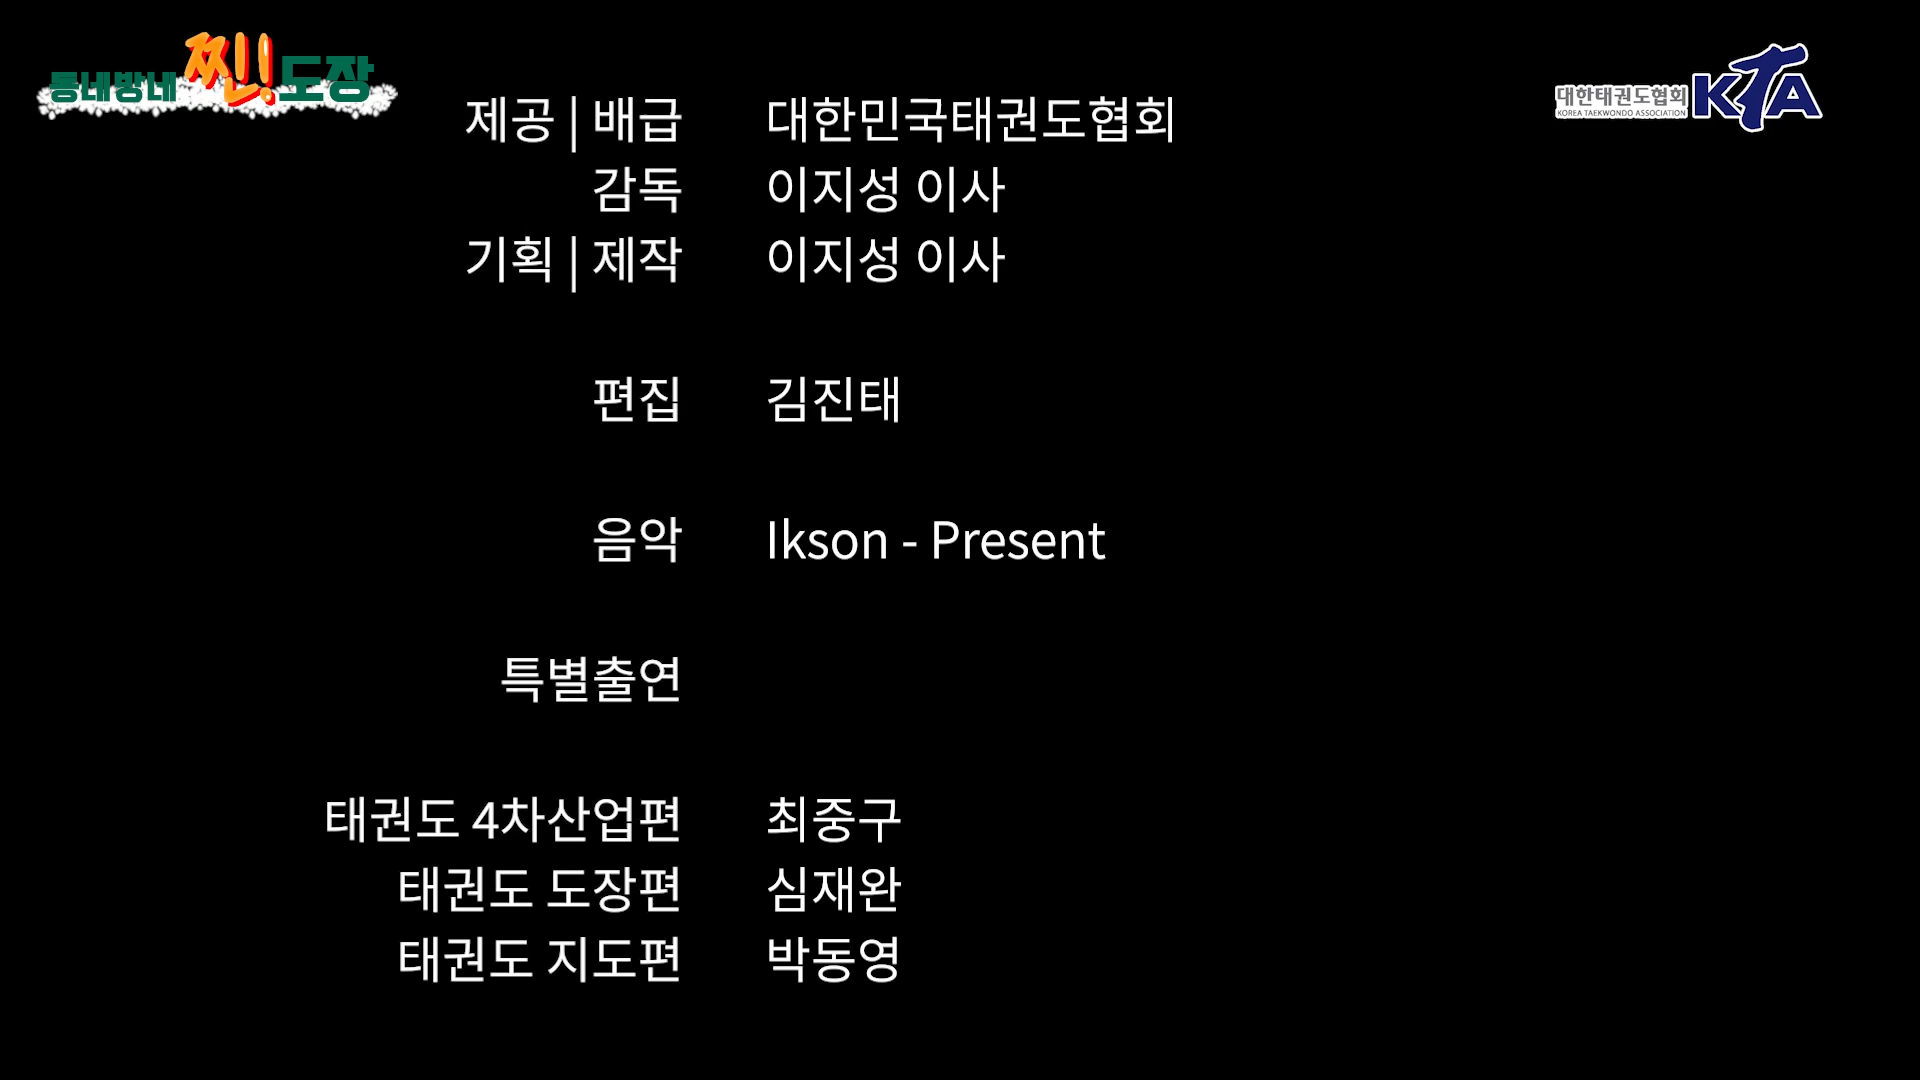 동네방네 찐! 도장
대한태권도협회 KTA
KOREA TAEKWONDO ASSOCIATION
제공 | 배급 대한민국태권도협회
감독 이지성 이사
기획 | 제작 이지성 이사
편집 김진태
음악 Ikson - Present
특별출연
태권도 4차산업편 최중구
태권도 도장편 심재완
태권도 지도편 박동영